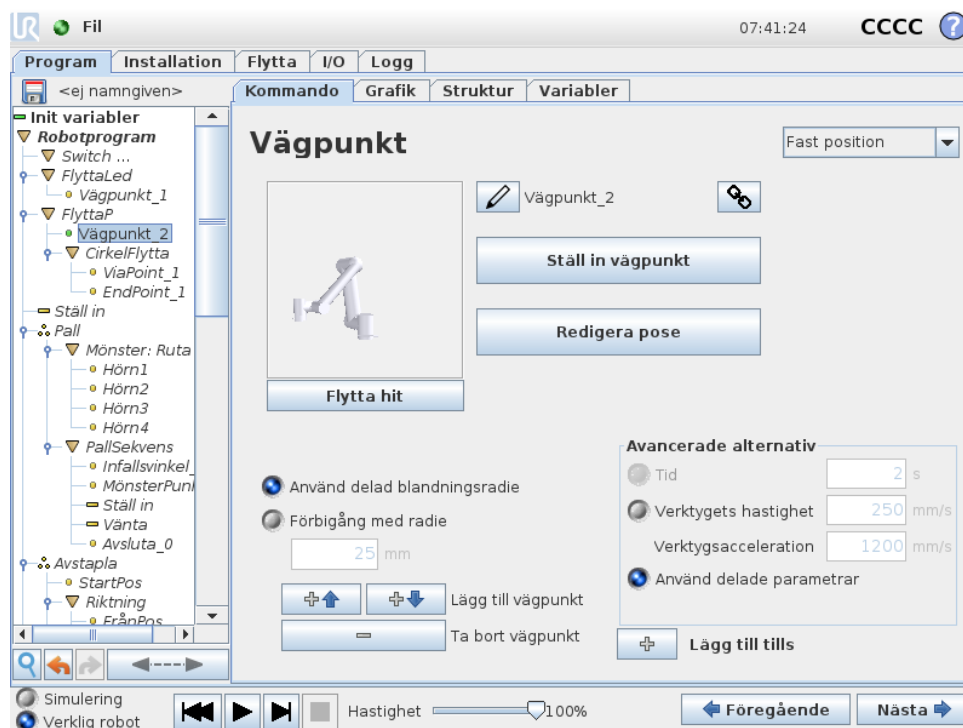 UR Fil 07:41:24 CCCC ?
Program Installation Flytta I/O Logg
<ej namngiven> Kommando Grafik Struktur Variabler
Init variabler
Robotprogram
Switch ...
FlyttaLed
Vägpunkt_1
FlyttaP
Vägpunkt_2
CirkelFlytta
ViaPoint_1
EndPoint_1
Ställ in
Pall
Mönster: Ruta
Hörn1
Hörn2
Hörn3
Hörn4
PallSekvens
Infallsvinkel_
MönsterPun
Ställ in
Vänta
Avsluta_0
Avstapla
StartPos
Riktning
FrånPos
Vägpunkt
Fast position
Vägpunkt_2
Ställ in vägpunkt
Redigera pose
Flytta hit
Använd delad blandningsradie
Förbigång med radie
25 mm
Lägg till vägpunkt
Ta bort vägpunkt
Avancerade alternativ
Tid 2 s
Verktygets hastighet 250 mm/s
Verktygsacceleration 1200 mm/s
Använd delade parametrar
Lägg till tills
Simulering
Verklig robot
Hastighet 100%
Föregående
Nästa